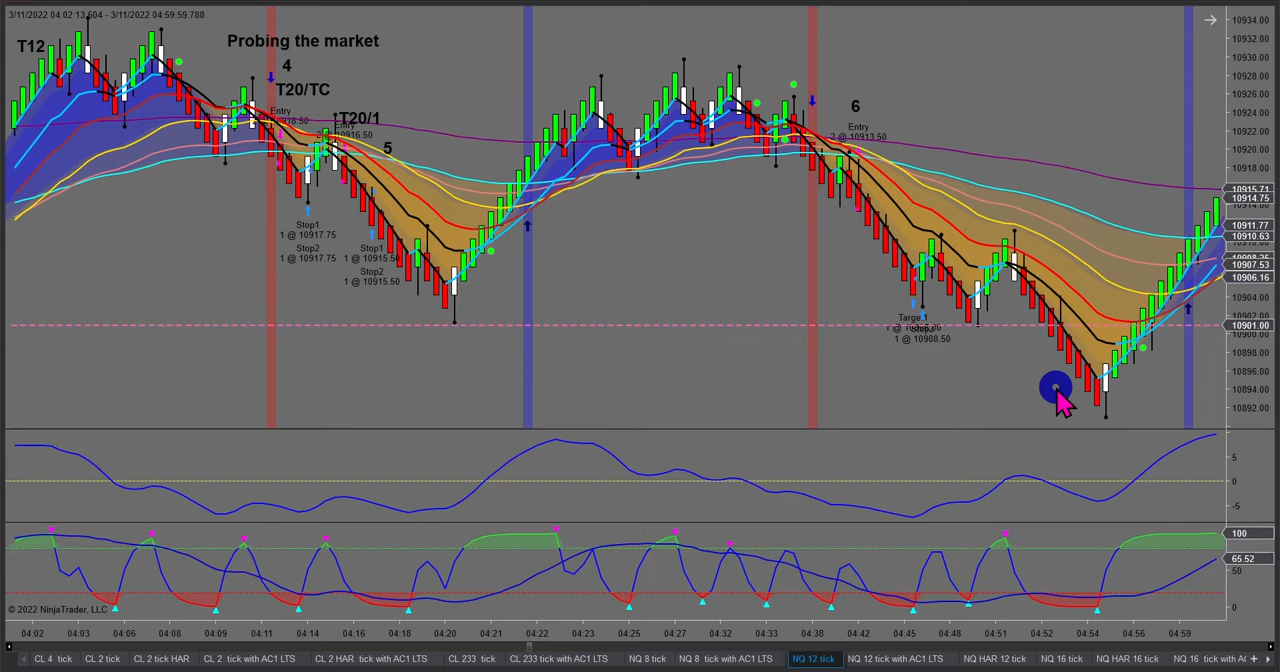 3/11/2022 04:02:13.604 - 3/11/2022 04:59:59.788
T12
Probing the market
4
T20/TC
T20/1
5
6
Entry
Entry
2 @ 10916.50
Entry
2 @ 10913.50
Stop1
1 @ 10917.75
Stop2
1 @ 10917.75
Stop1
1 @ 10915.50
Stop2
1 @ 10915.50
Target1
1 @ 10908.50
10934.00
10932.00
10930.00
10928.00
10926.00
10924.00
10922.00
10920.00
10918.00
10915.71
10914.75
10911.77
10910.63
10907.53
10906.16
10904.00
10902.00
10901.00
10900.00
10898.00
10896.00
10894.00
10892.00
5
0
-5
100
65.52
50
0
© 2022 NinjaTrader, LLC
04:02 04:03 04:06 04:08 04:09 04:11 04:14 04:16 04:18 04:20 04:21 04:22 04:23 04:25 04:27 04:32 04:33 04:38 04:42 04:45 04:48 04:51 04:52 04:54 04:56 04:59
CL 4 tick CL 2 tick CL 2 tick HAR CL 2 tick with AC1 LTS CL 2 HAR tick with AC1 LTS CL 233 tick CL 233 tick with AC1 LTS NQ 8 tick NQ 8 tick with AC1 LTS NQ 12 tick NQ 12 tick with AC1 LTS NQ HAR 12 tick NQ 16 tick NQ HAR 16 tick NQ 16 tick with